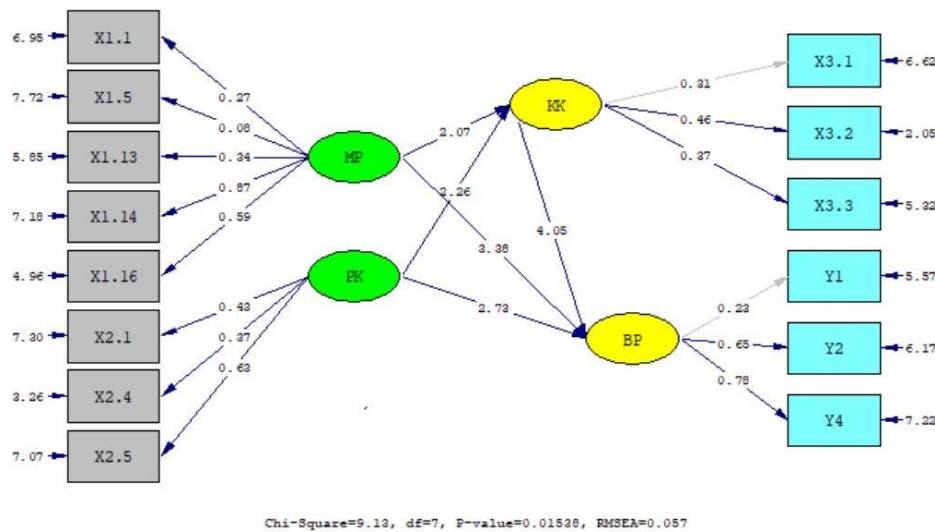 6.95
X1.1
7.72
X1.5
5.85
X1.13
7.18
X1.14
4.96
X1.16
7.30
X2.1
3.26
X2.4
7.07
X2.5
0.27
0.08
0.34
0.87
0.59
0.43
0.37
0.63
MP
PK
2.07
2.26
3.38
2.73
4.05
KK
BP
0.31
0.46
0.37
0.23
0.65
0.78
X3.1
6.62
X3.2
2.05
X3.3
5.32
Y1
5.57
Y2
6.17
Y4
7.22
Chi-Square=9.13, df=7, P-value=0.01538, RMSEA=0.057